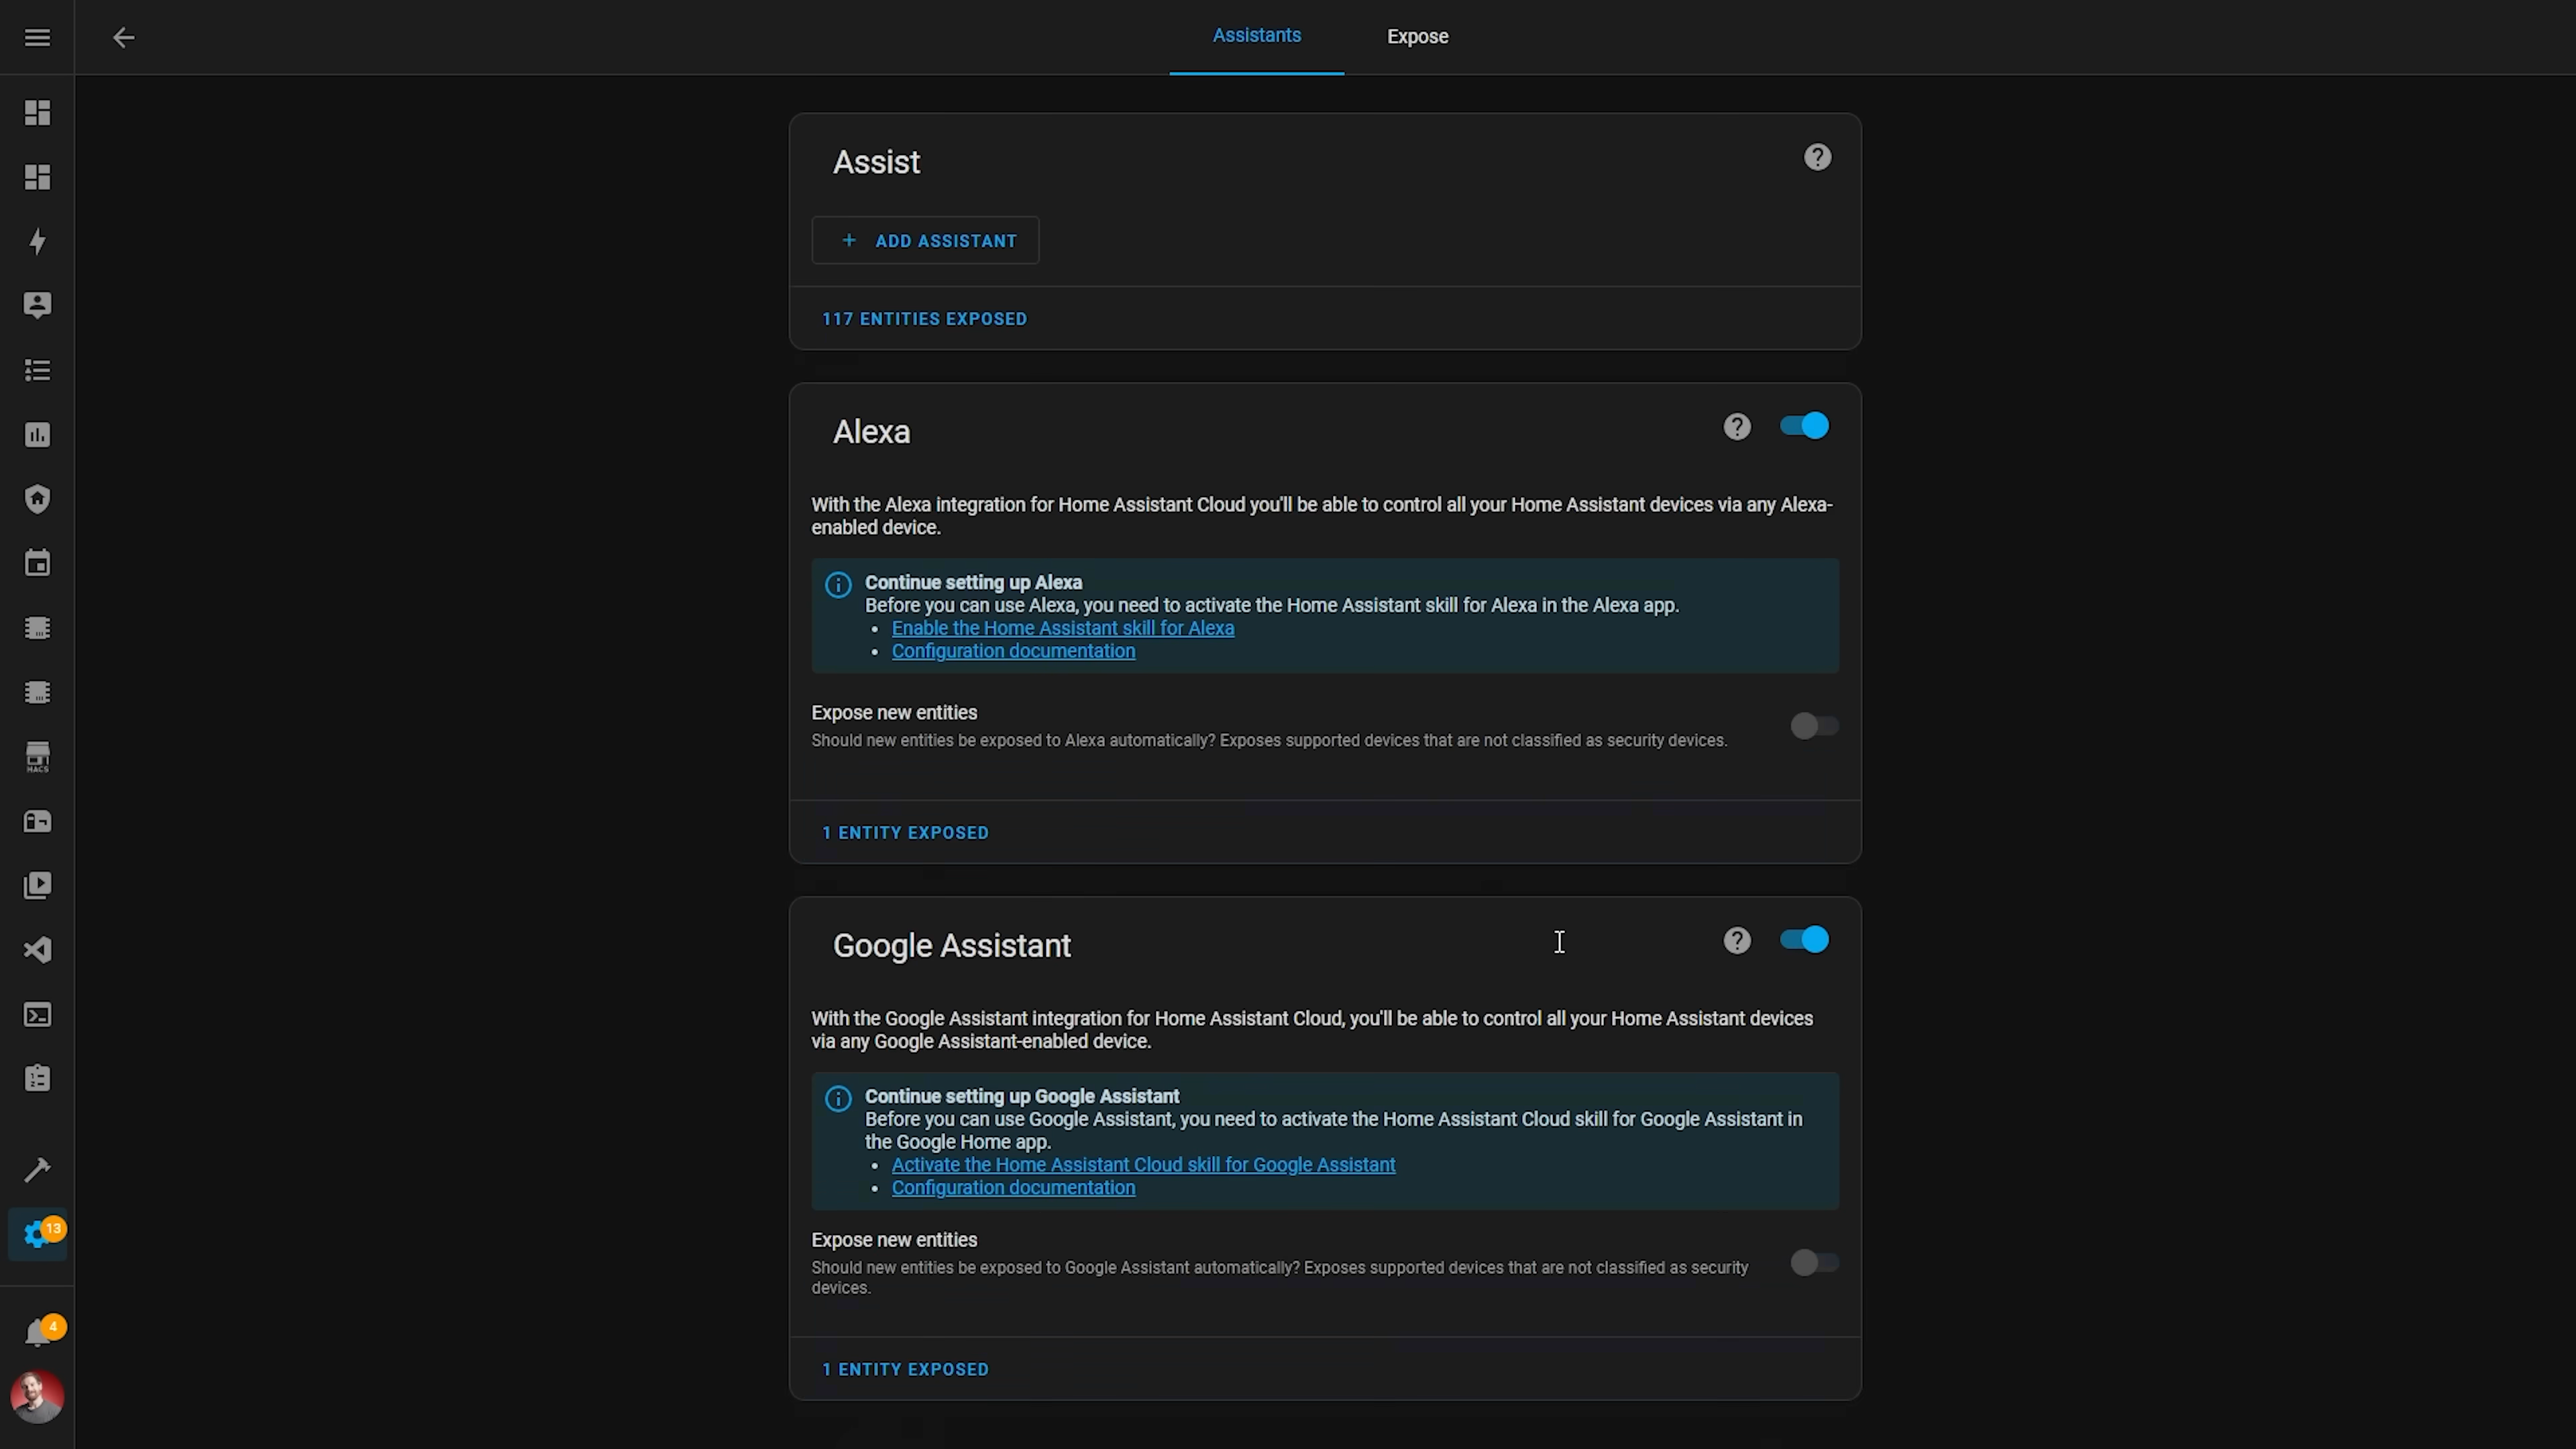 Assistants
Expose
Assist
+ ADD ASSISTANT
117 ENTITIES EXPOSED
Alexa
With the Alexa integration for Home Assistant Cloud you'll be able to control all your Home Assistant devices via any Alexa-
enabled device.
Continue setting up Alexa
Before you can use Alexa, you need to activate the Home Assistant skill for Alexa in the Alexa app.
• Enable the Home Assistant skill for Alexa
• Configuration documentation
Expose new entities
Should new entities be exposed to Alexa automatically? Exposes supported devices that are not classified as security devices.
1 ENTITY EXPOSED
HACS
Google Assistant
With the Google Assistant integration for Home Assistant Cloud, you'll be able to control all your Home Assistant devices
via any Google Assistant-enabled device.
Continue setting up Google Assistant
Before you can use Google Assistant, you need to activate the Home Assistant Cloud skill for Google Assistant in
the Google Home app.
• Activate the Home Assistant Cloud skill for Google Assistant
• Configuration documentation
Expose new entities
Should new entities be exposed to Google Assistant automatically? Exposes supported devices that are not classified as security
devices.
1 ENTITY EXPOSED
13
4